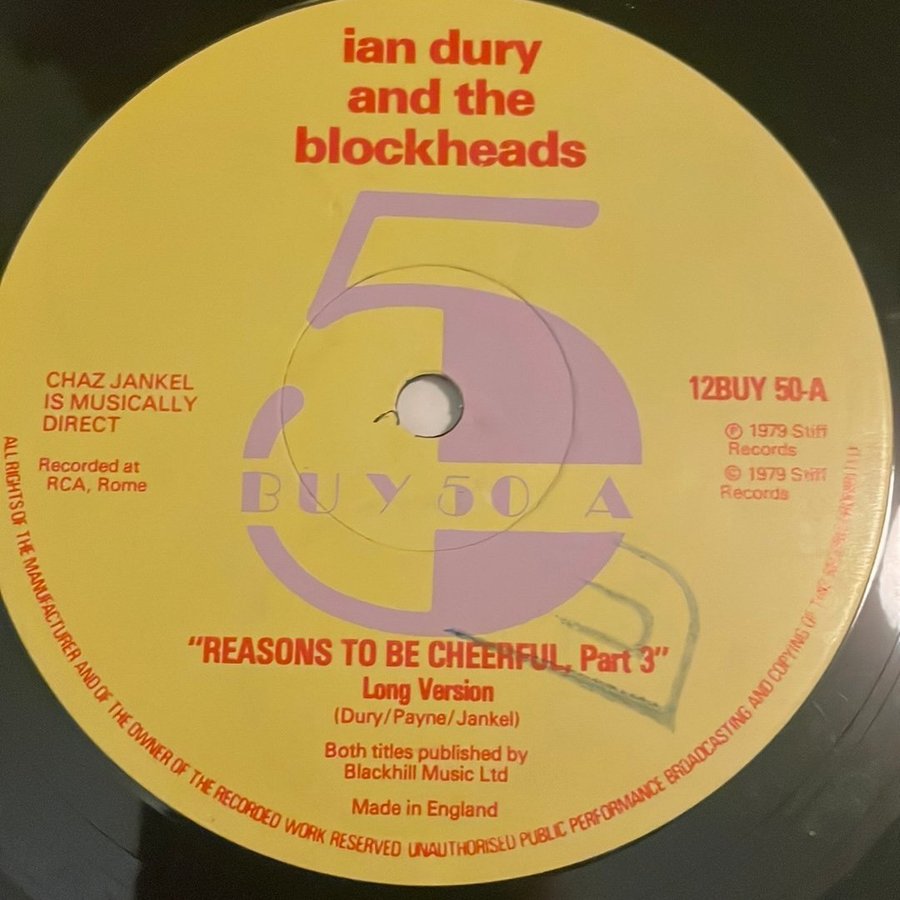 ian dury
and the
blockheads
CHAZ JANKEL
IS MUSICALLY
DIRECT
Recorded at
RCA, Rome
12BUY 50-A
Ⓟ 1979 Stiff
Records
© 1979 Stiff
Records
5
BUY 50 A
"REASONS TO BE CHEERFUL, Part 3"
Long Version
(Dury/Payne/Jankel)
Both titles published by
Blackhill Music Ltd
Made in England
ALL RIGHTS OF THE MANUFACTURER AND OF THE OWNER OF THE RECORDED WORK RESERVED UNAUTHORISED PUBLIC PERFORMANCE BROADCASTING AND COPYING OF THIS RECORD PROHIBITED
D